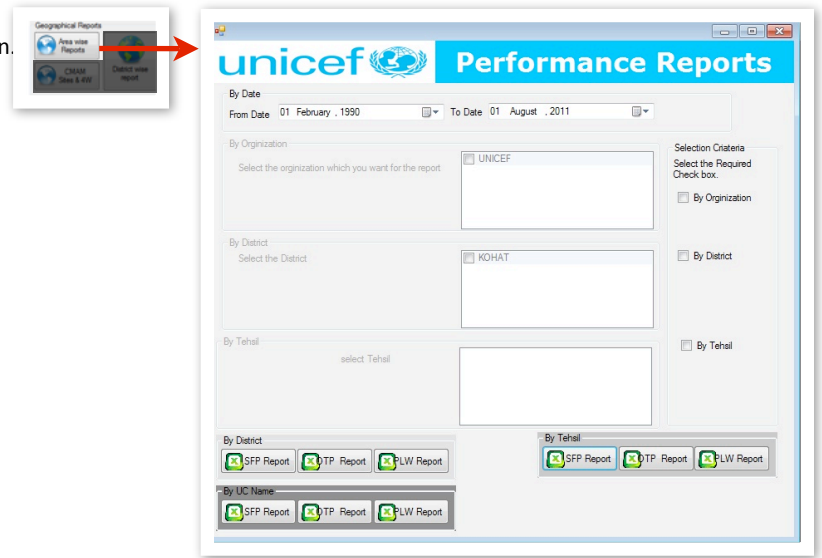 n.
Geographical Reports
Area wise
Reports
CMAM
Sites & 4W
District wise
report
unicef
Performance Reports
By Date
From Date 01 February , 1990 To Date 01 August , 2011
By Orginization
Select the orginization which you want for the report
UNICEF
Selection Criateria
Select the Required
Check box.
By Orginization
By District
Select the District
KOHAT
By District
By Tehsil
select Tehsil
By Tehsil
By District
SFP Report OTP Report PLW Report
By Tehsil
SFP Report OTP Report PLW Report
By UC Name
SFP Report OTP Report PLW Report